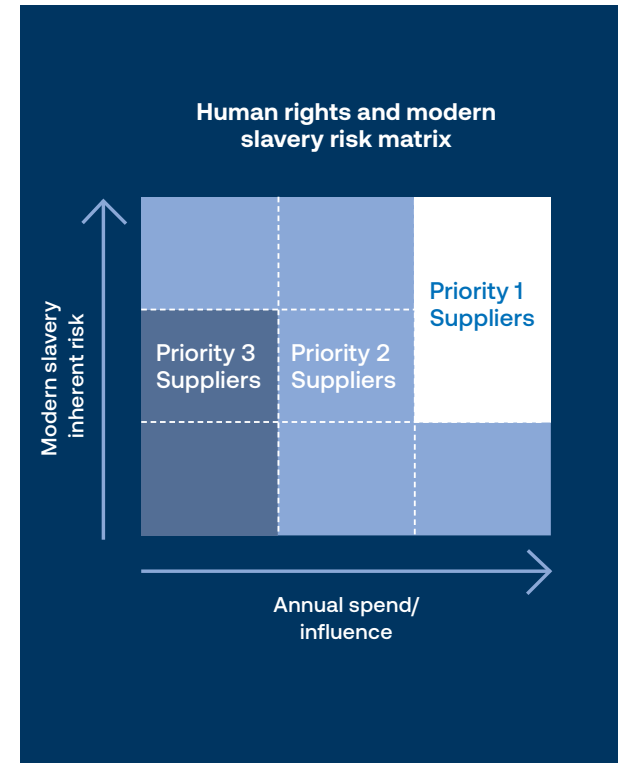 Human rights and modern
slavery risk matrix
Modern slavery
inherent risk
Priority 1
Suppliers
Priority 3
Suppliers
Priority 2
Suppliers
Annual spend/
influence